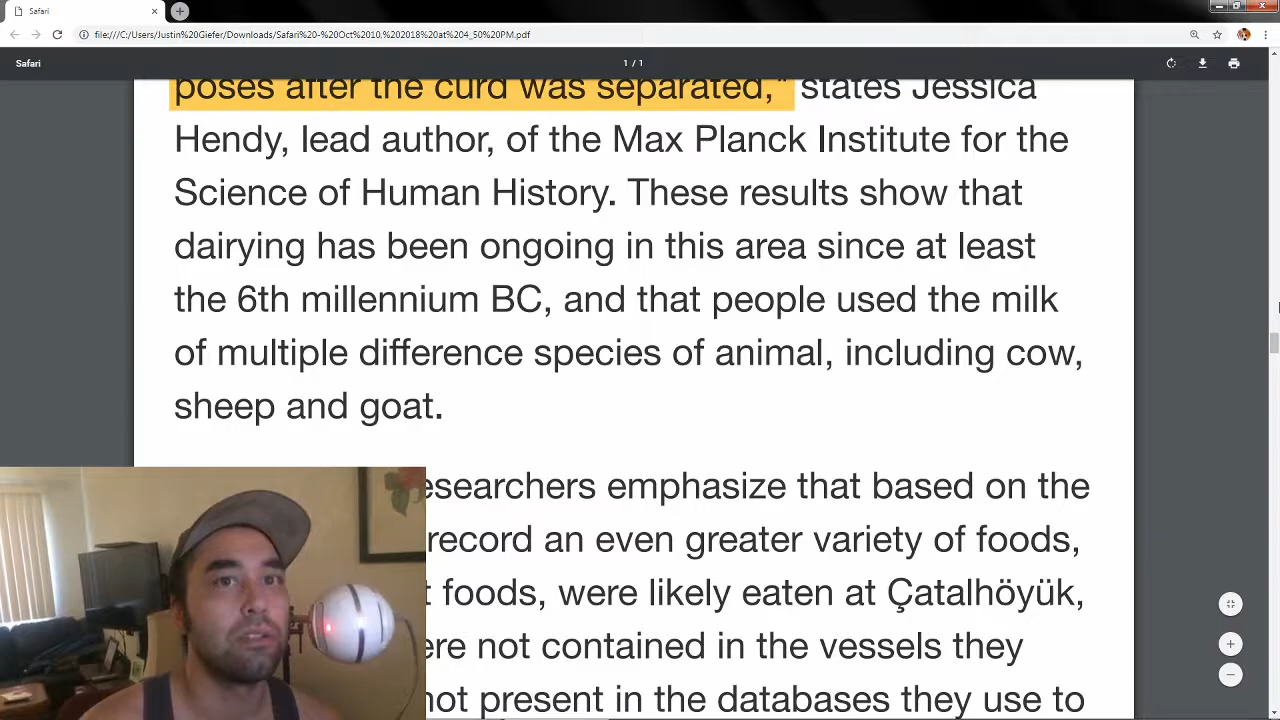 Safari
file:///C:/Users/Justin%20Giefer/Downloads/Safari%20-%20Oct%2010,%202018%20at%204_50%20PM.pdf
Safari
1 / 1
poses after the curd was separated," states Jessica
Hendy, lead author, of the Max Planck Institute for the
Science of Human History. These results show that
dairying has been ongoing in this area since at least
the 6th millennium BC, and that people used the milk
of multiple difference species of animal, including cow,
sheep and goat.
esearchers emphasize that based on the
record an even greater variety of foods,
t foods, were likely eaten at Çatalhöyük,
ere not contained in the vessels they
not present in the databases they use to